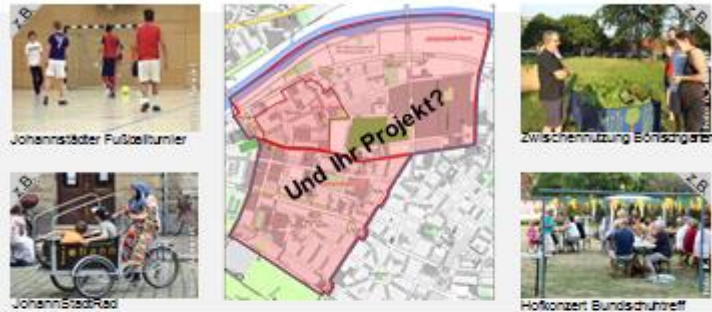 z.B.
Johannstädter Fußballturnier
z.B.
JohannStadtRad
Und Ihr Projekt?
z.B.
Zwischennutzung Bönischgarten
z.B.
Hofkonzert Bundschuhtreff